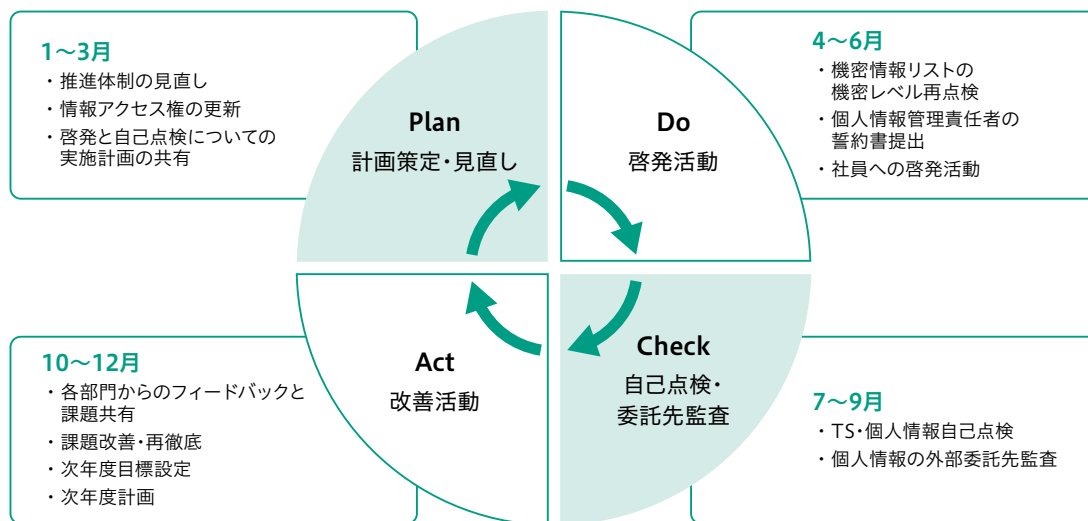 1～3月
・推進体制の見直し
・情報アクセス権の更新
・啓発と自己点検についての
実施計画の共有
Plan
計画策定・見直し
Do
啓発活動
4～6月
・機密情報リストの
機密レベル再点検
・個人情報管理責任者の
誓約書提出
・社員への啓発活動
10～12月
・各部門からのフィードバックと
課題共有
・課題改善・再徹底
・次年度目標設定
・次年度計画
Act
改善活動
Check
自己点検・
委託先監査
7～9月
・TS・個人情報自己点検
・個人情報の外部委託先監査